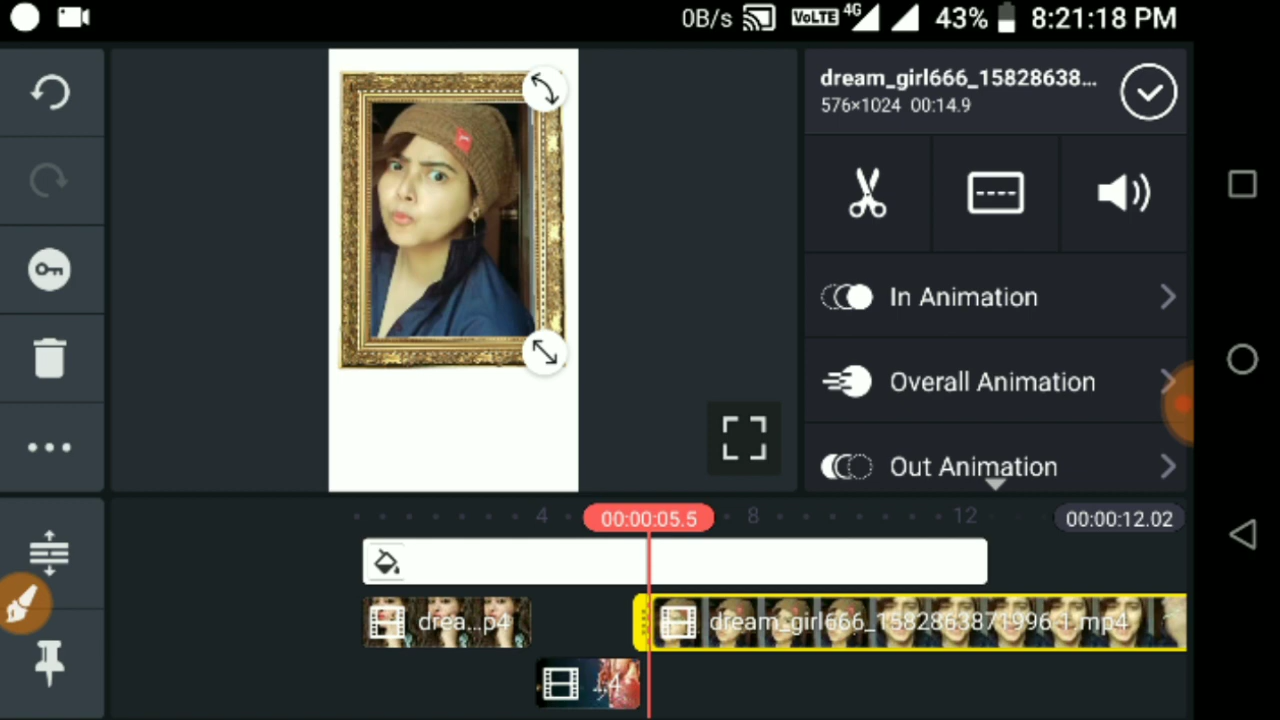 0B/s VoLTE 4G 43% 8:21:18 PM
dream_girl666_15828638...
576×1024 00:14.9
In Animation
Overall Animation
Out Animation
4 00:00:05.5 8 12 00:00:12.02
drea...p4 dream_girl666_1582863871996-1.mp4
...4